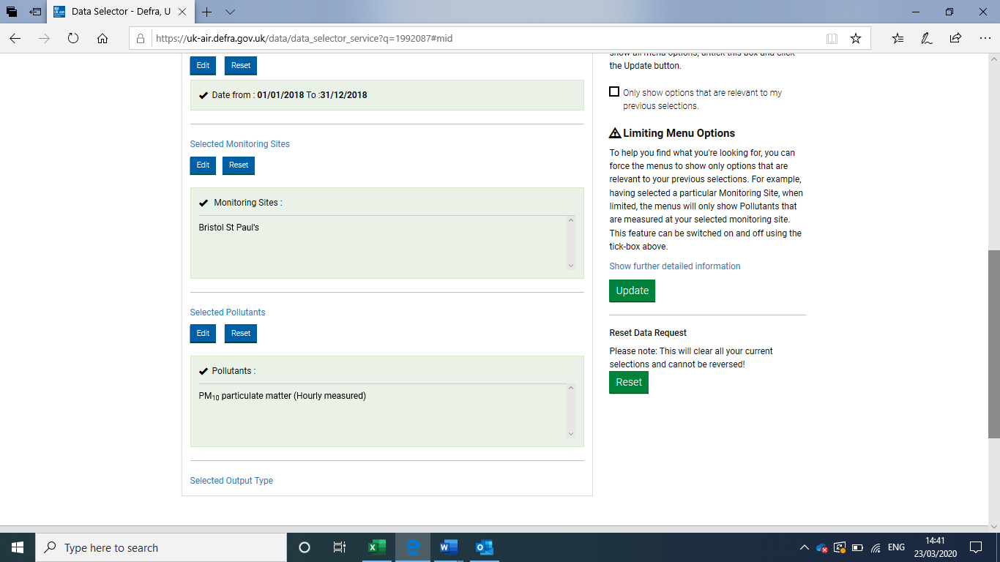 Data Selector - Defra, U
https://uk-air.defra.gov.uk/data/data_selector_service?q=1992087#mid
Edit Reset
Date from : 01/01/2018 To :31/12/2018
Selected Monitoring Sites
Edit Reset
Monitoring Sites :
Bristol St Paul's
Selected Pollutants
Edit Reset
Pollutants :
PM10 particulate matter (Hourly measured)
Selected Output Type
show all menu options, untick this box and click
the Update button.
Only show options that are relevant to my
previous selections.
Limiting Menu Options
To help you find what you're looking for, you can
force the menus to show only options that are
relevant to your previous selections. For example,
having selected a particular Monitoring Site, when
limited, the menus will only show Pollutants that
are measured at your selected monitoring site.
This feature can be switched on and off using the
tick-box above.
Show further detailed information
Update
Reset Data Request
Please note: This will clear all your current
selections and cannot be reversed!
Reset
Type here to search
ENG
14:41
23/03/2020